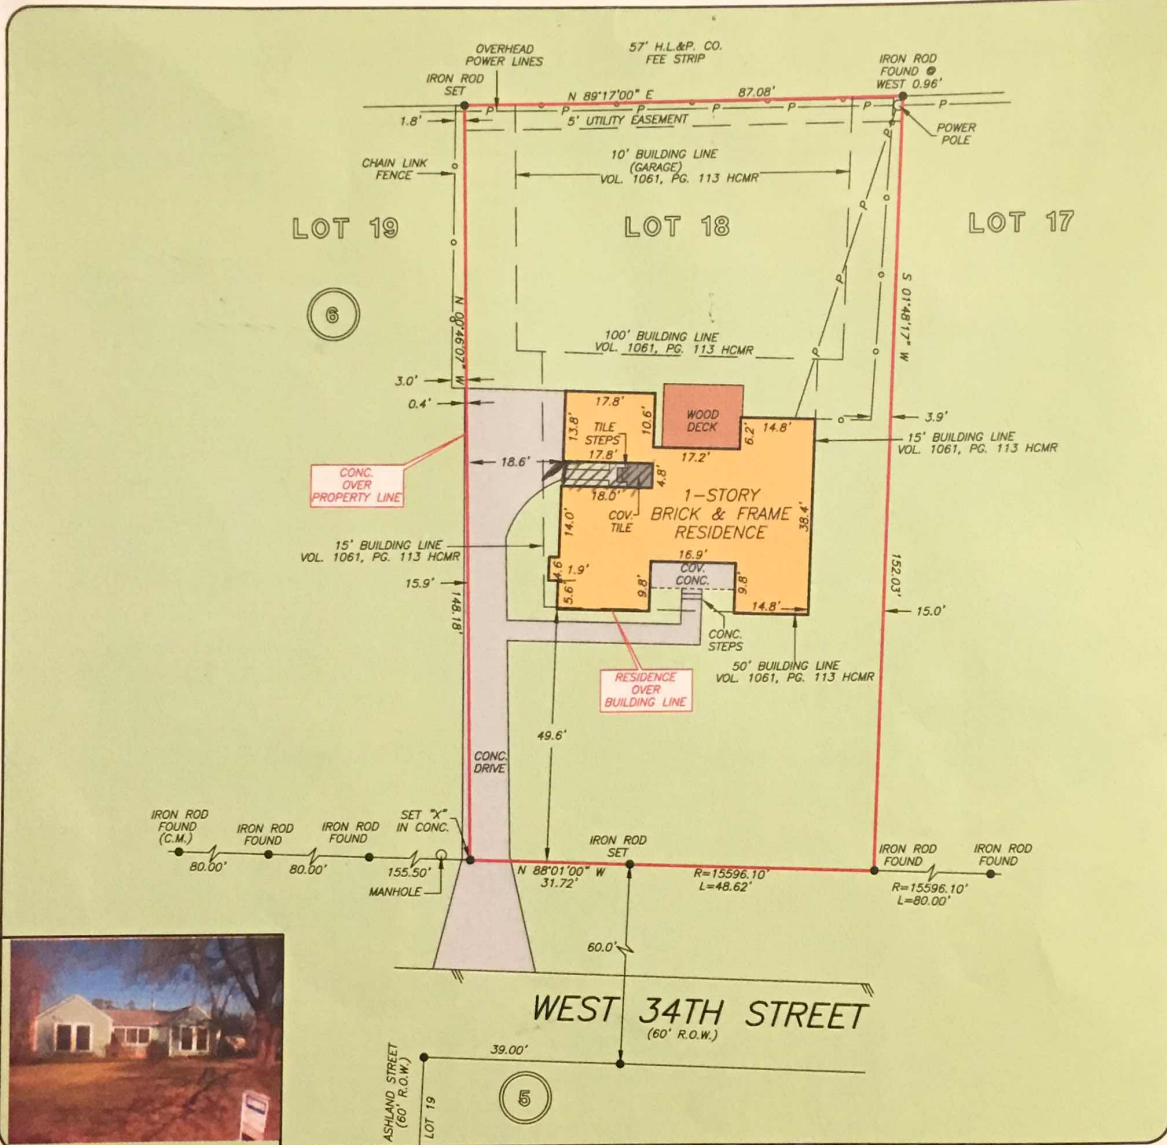 57' H.L.&P. CO.
FEE STRIP
OVERHEAD
POWER LINES
IRON ROD
SET
IRON ROD
FOUND @
WEST 0.96'
N 89°17'00" E
87.08'
P P P P P P
1.8'
5' UTILITY EASEMENT
POWER
POLE
10' BUILDING LINE
(GARAGE)
VOL. 1061, PG. 113 HCMR
CHAIN LINK
FENCE
LOT 19
LOT 18
LOT 17
6
N 00°46'07" W
S 01°48'17" W
P
P
P
P
100' BUILDING LINE
VOL. 1061, PG. 113 HCMR
3.0'
0.4'
17.8'
13.8'
10.6'
WOOD
DECK
6.2'
14.8'
3.9'
TILE
STEPS
17.8'
17.2'
15' BUILDING LINE
VOL. 1061, PG. 113 HCMR
CONC.
OVER
PROPERTY LINE
18.6'
4.8'
18.0'
COV.
TILE
1-STORY
BRICK & FRAME
RESIDENCE
38.4'
14.0'
15' BUILDING LINE
VOL. 1061, PG. 113 HCMR
16.9'
COV.
CONC.
4.6'
1.9'
5.6'
9.8'
9.8'
14.8'
15.9'
148.18'
152.03'
15.0'
CONC.
STEPS
RESIDENCE
OVER
BUILDING LINE
50' BUILDING LINE
VOL. 1061, PG. 113 HCMR
49.6'
CONC.
DRIVE
IRON ROD
FOUND
(C.M.)
IRON ROD
FOUND
IRON ROD
FOUND
SET "X"
IN CONC.
IRON ROD
SET
IRON ROD
FOUND
IRON ROD
FOUND
80.00'
80.00'
155.50'
MANHOLE
N 88°01'00" W
31.72'
R=15596.10'
L=48.62'
R=15596.10'
L=80.00'
60.0'
WEST 34TH STREET
(60' R.O.W.)
39.00'
ASHLAND STREET
(60' R.O.W.)
LOT 19
5